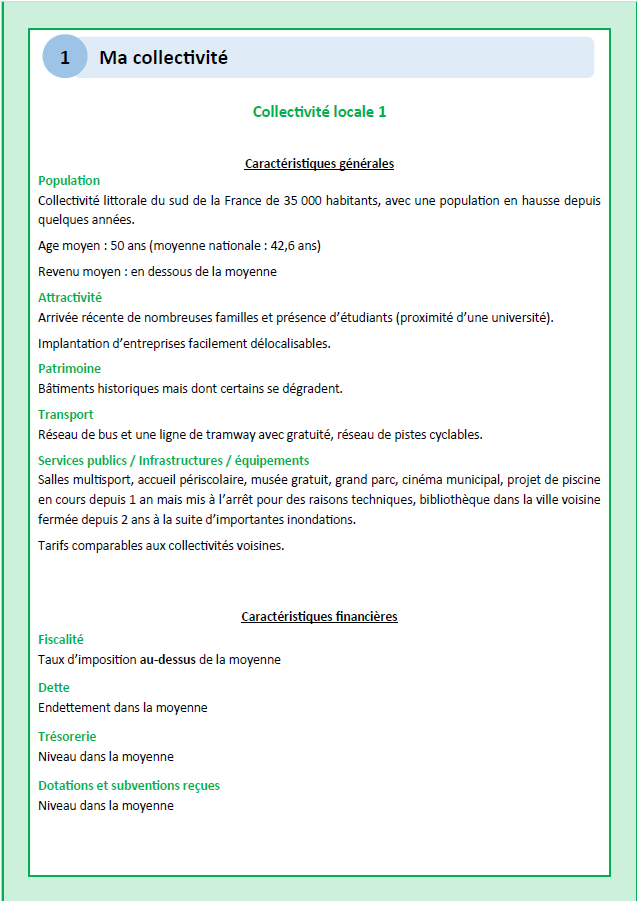 1 Ma collectivité
Collectivité locale 1
Caractéristiques générales
Population
Collectivité littorale du sud de la France de 35 000 habitants, avec une population en hausse depuis
quelques années.
Age moyen : 50 ans (moyenne nationale : 42,6 ans)
Revenu moyen : en dessous de la moyenne
Attractivité
Arrivée récente de nombreuses familles et présence d’étudiants (proximité d’une université).
Implantation d’entreprises facilement délocalisables.
Patrimoine
Bâtiments historiques mais dont certains se dégradent.
Transport
Réseau de bus et une ligne de tramway avec gratuité, réseau de pistes cyclables.
Services publics / Infrastructures / équipements
Salles multisport, accueil périscolaire, musée gratuit, grand parc, cinéma municipal, projet de piscine
en cours depuis 1 an mais mis à l’arrêt pour des raisons techniques, bibliothèque dans la ville voisine
fermée depuis 2 ans à la suite d’importantes inondations.
Tarifs comparables aux collectivités voisines.
Caractéristiques financières
Fiscalité
Taux d’imposition au-dessus de la moyenne
Dette
Endettement dans la moyenne
Trésorerie
Niveau dans la moyenne
Dotations et subventions reçues
Niveau dans la moyenne